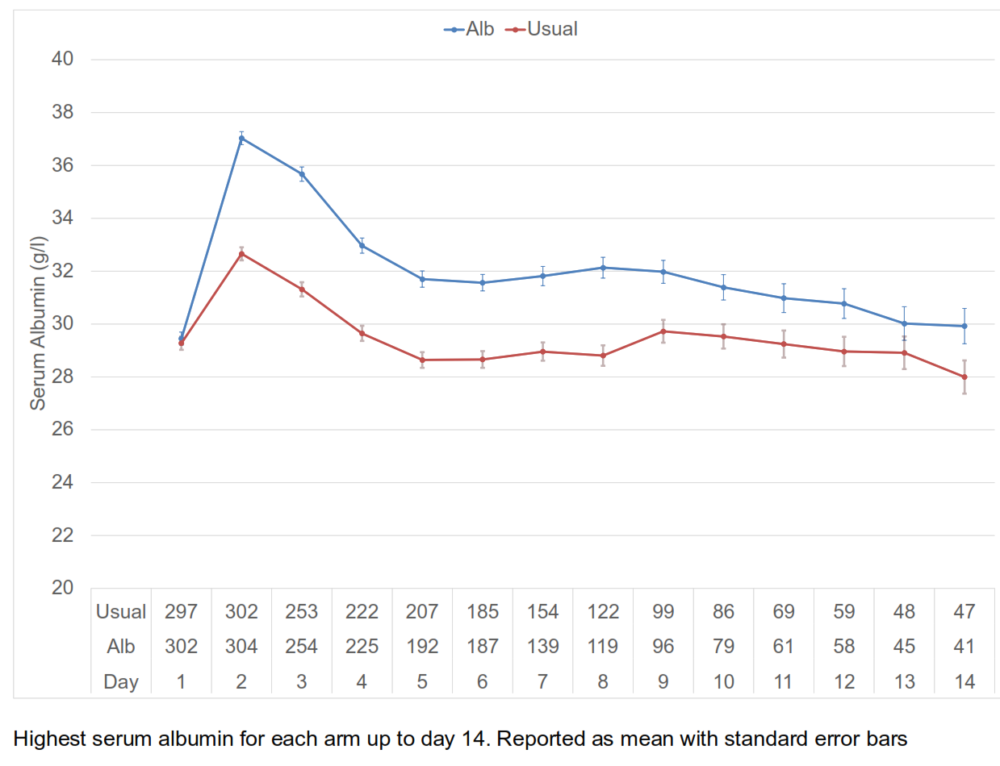 Alb Usual
40
38
36
34
32
30
28
26
24
22
20
Serum Albumin (g/l)
Usual 297 302 253 222 207 185 154 122 99 86 69 59 48 47
Alb 302 304 254 225 192 187 139 119 96 79 61 58 45 41
Day 1 2 3 4 5 6 7 8 9 10 11 12 13 14
Highest serum albumin for each arm up to day 14. Reported as mean with standard error bars